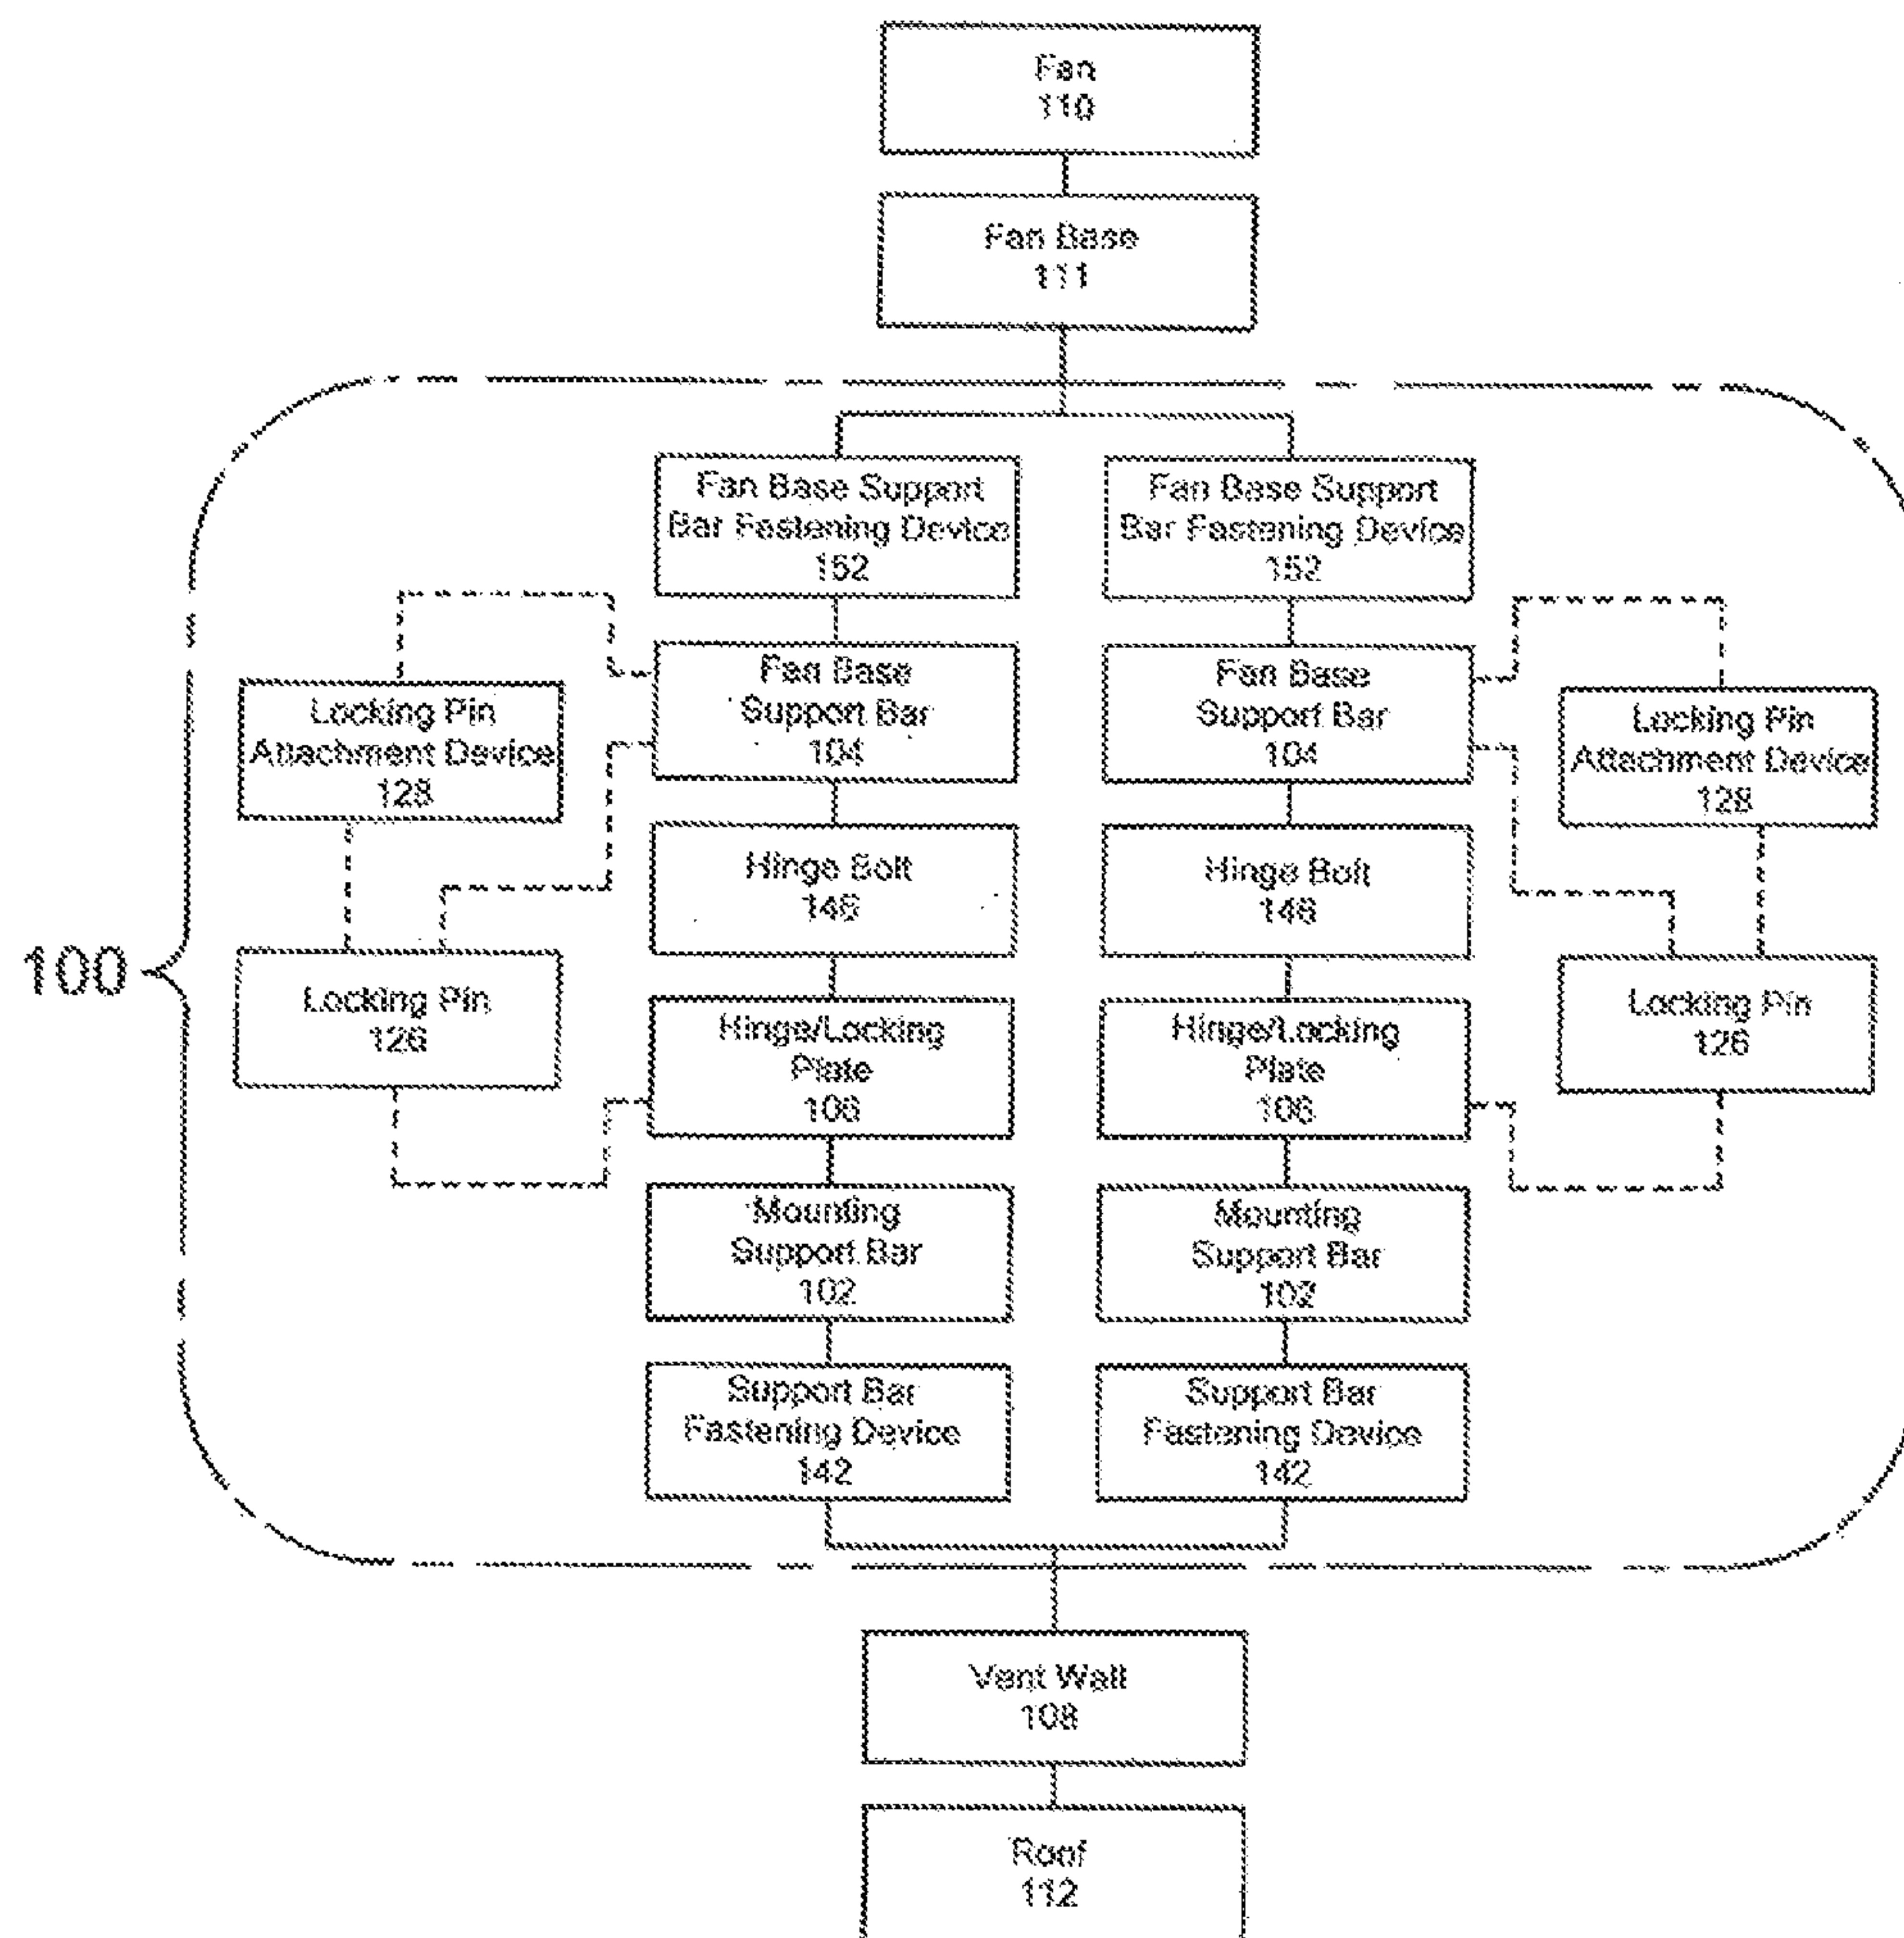 Fan
110
Fan Base
111
Fan Base Support
Bar Fastening Device
152
Fan Base Support
Bar Fastening Device
152
Locking Pin
Attachment Device
128
Fan Base
Support Bar
104
Fan Base
Support Bar
104
Locking Pin
Attachment Device
128
Hinge Bolt
146
Hinge Bolt
146
100
Locking Pin
126
Hinge/Locking
Plate
106
Hinge/Locking
Plate
106
Locking Pin
126
Mounting
Support Bar
102
Mounting
Support Bar
102
Support Bar
Fastening Device
142
Support Bar
Fastening Device
142
Vent Wall
108
Roof
112